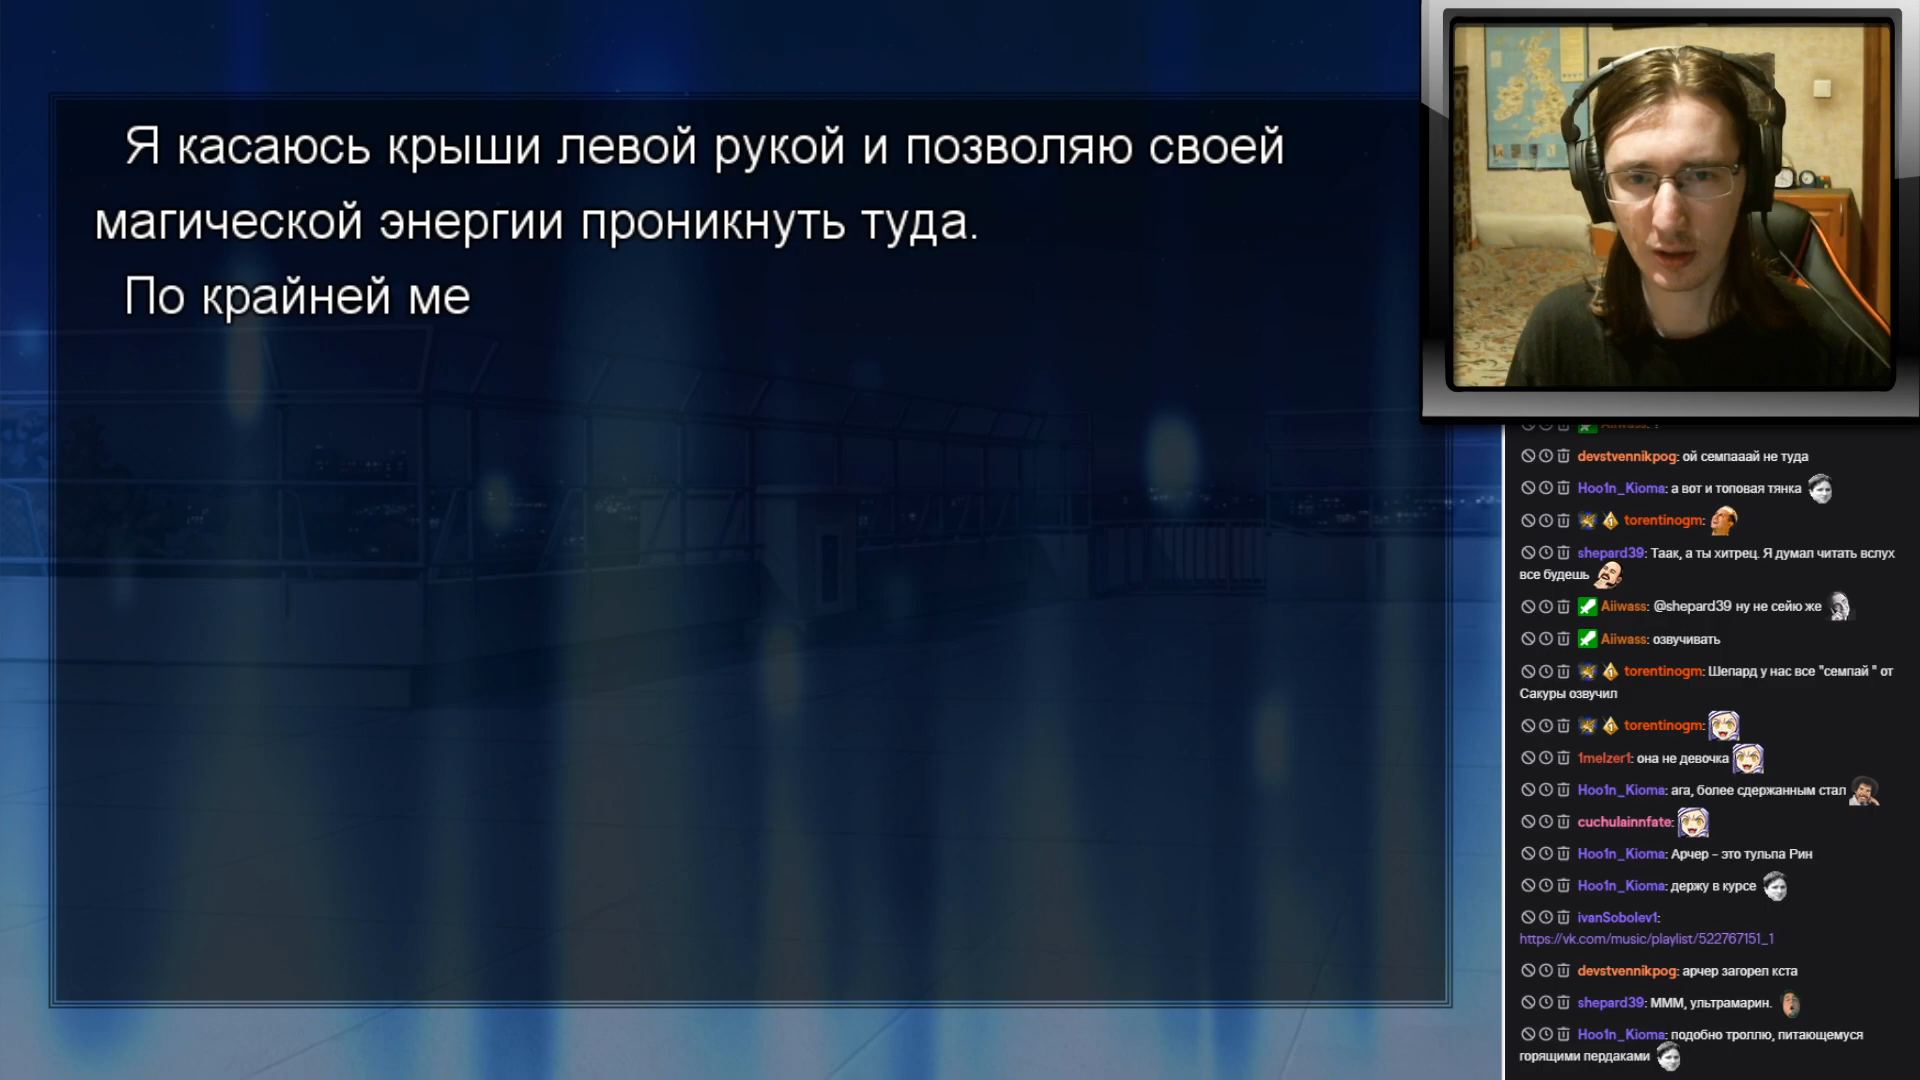 Я касаюсь крыши левой рукой и позволяю своей
магической энергии проникнуть туда.
По крайней ме
Aiiwass: ?
devstvennikpog: ой семпааай не туда
Hoo1n_Kioma: а вот и топовая тянка
torentinogm:
shepard39: Таак, а ты хитрец. Я думал читать вслух
все будешь
Aiiwass: @shepard39 ну не сейю же
Aiiwass: озвучивать
torentinogm: Шепард у нас все "семпай " от
Сакуры озвучил
torentinogm:
1melzer1: она не девочка
Hoo1n_Kioma: ага, более сдержанным стал
cuchulainnfate:
Hoo1n_Kioma: Арчер – это тульпа Рин
Hoo1n_Kioma: держу в курсе
ivanSobolev1:
https://vk.com/music/playlist/522767151_1
devstvennikpog: арчер загорел кста
shepard39: МММ, ультрамарин.
Hoo1n_Kioma: подобно троллю, питающемуся
горящими пердаками